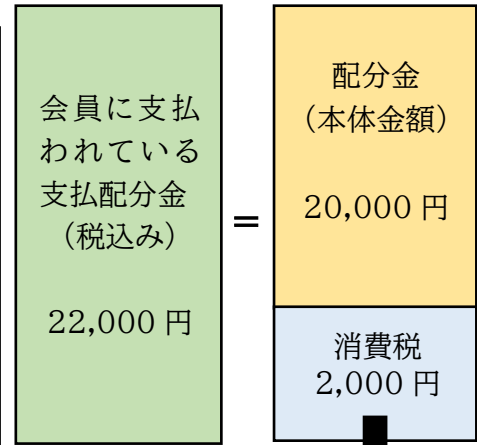 会員に支払
われている
支払配分金
（税込み）
22,000 円
＝
配分金
（本体金額）
20,000 円
消費税
2,000 円